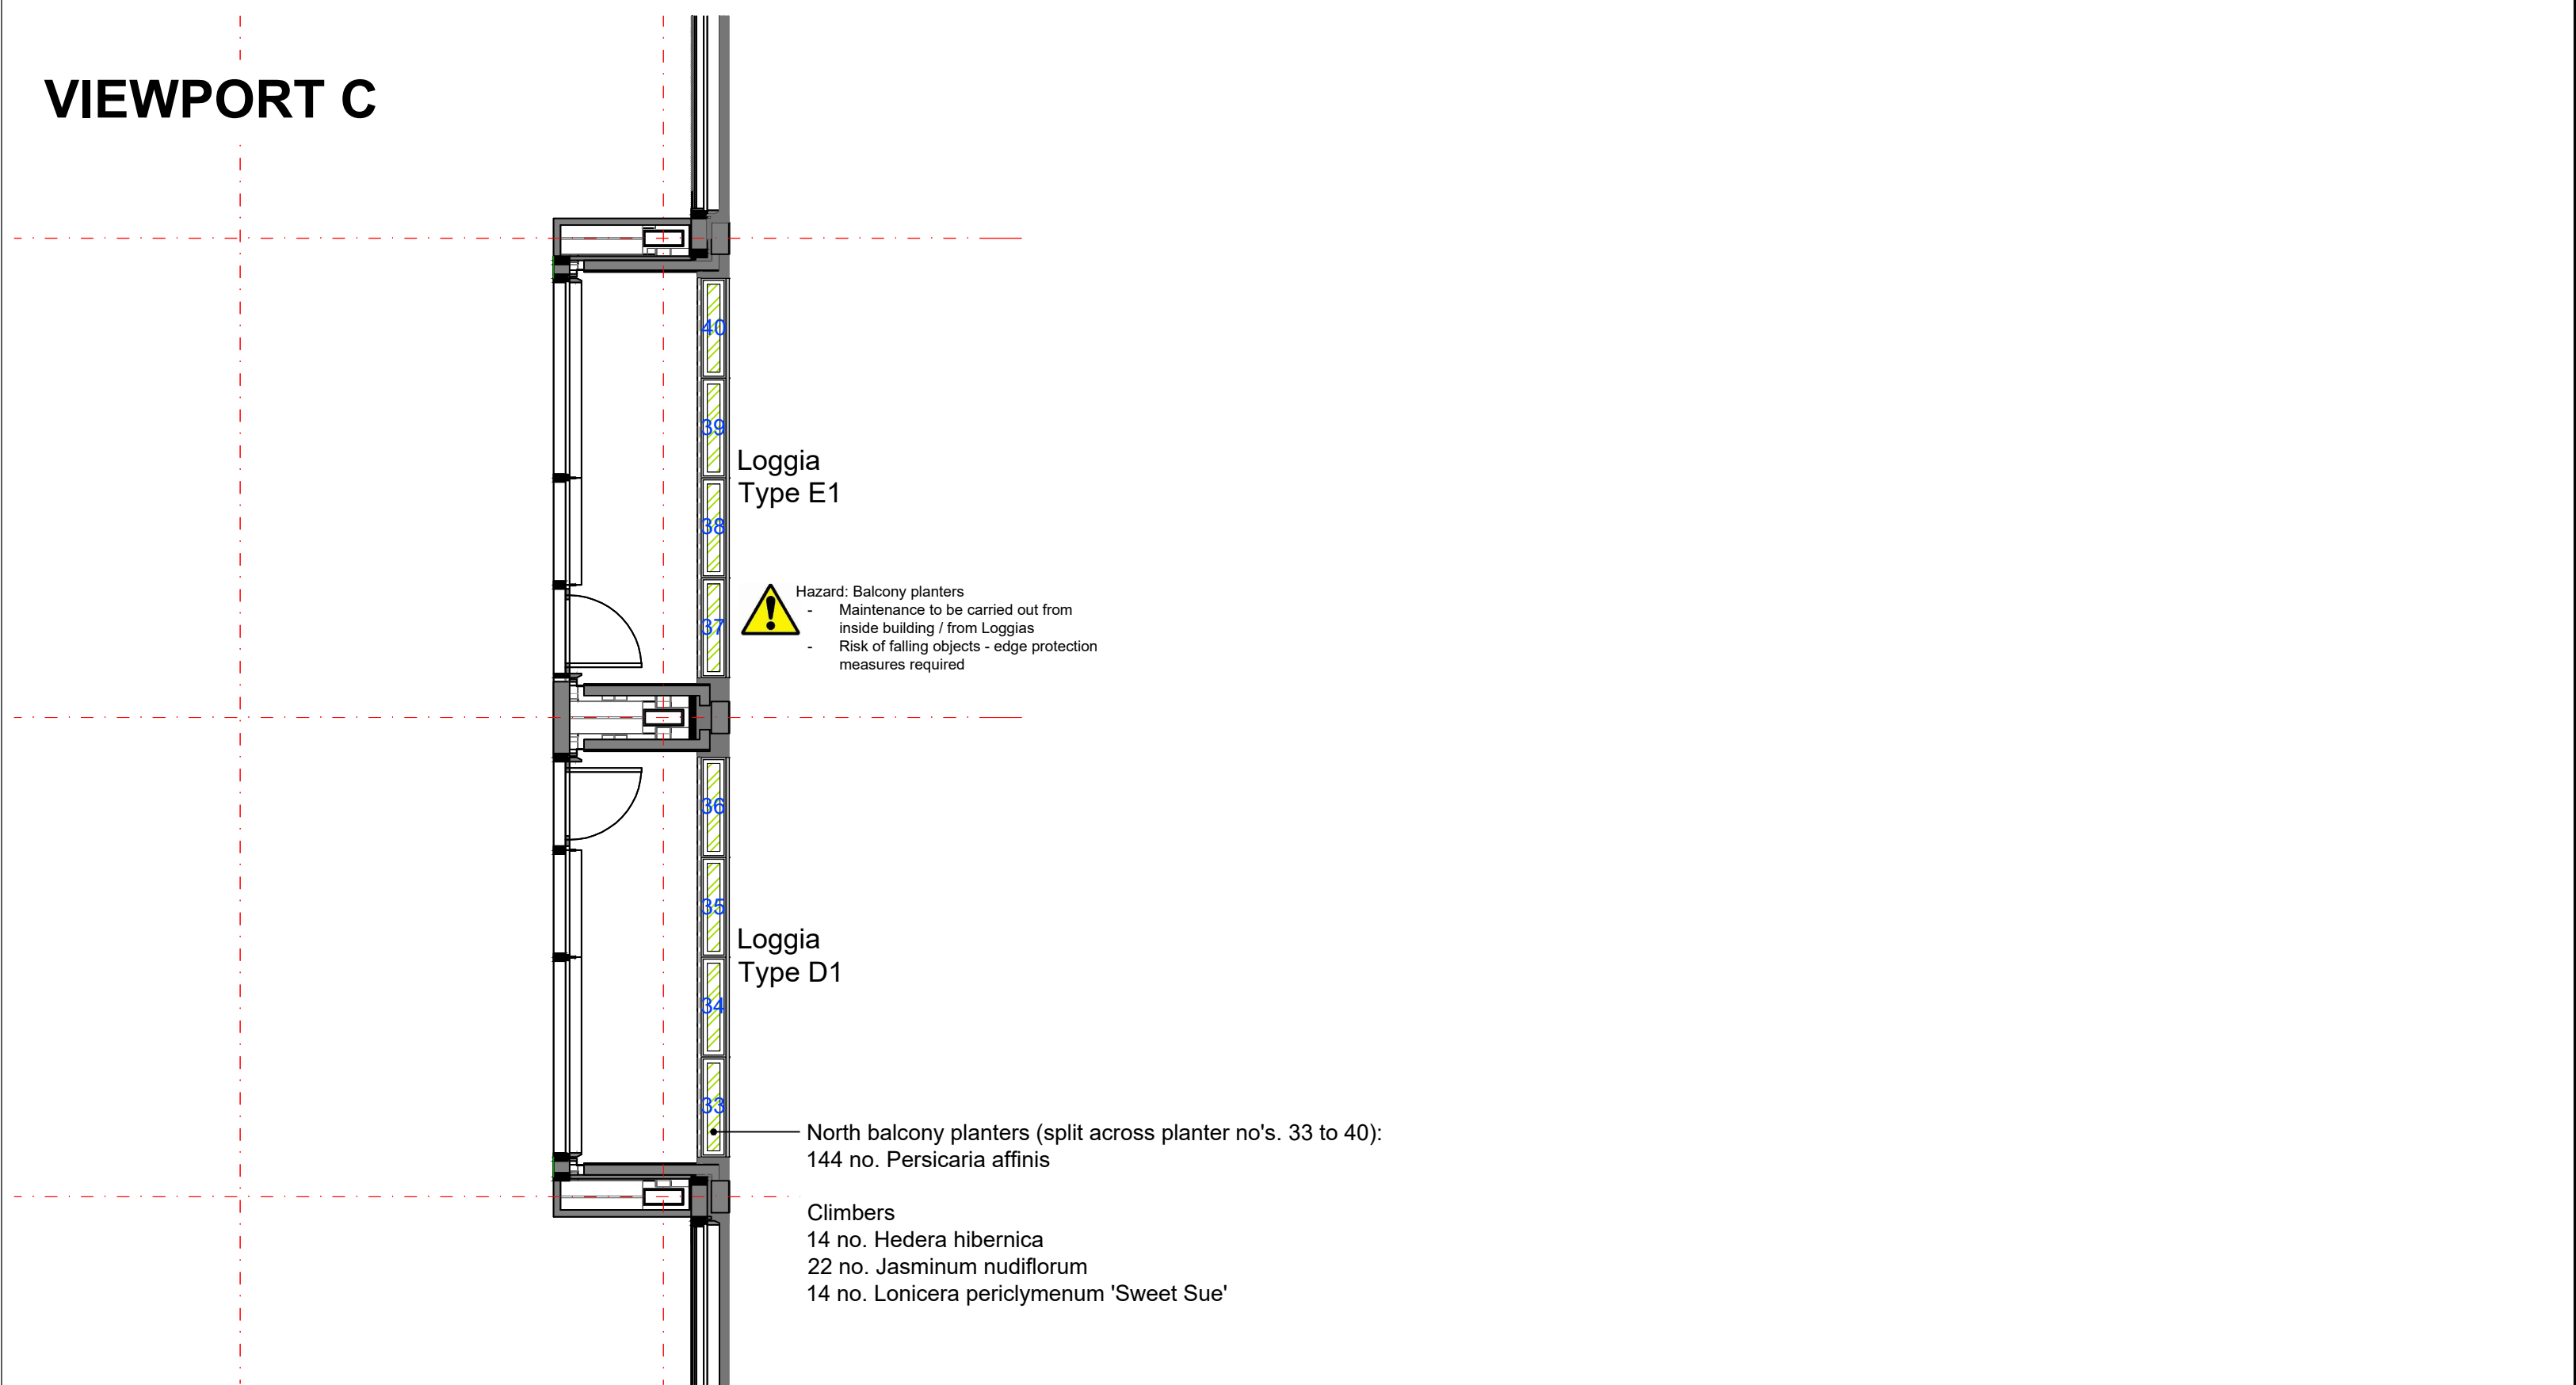 VIEWPORT C
40
39
Loggia
Type E1
38
37
Hazard: Balcony planters
- Maintenance to be carried out from
inside building / from Loggias
- Risk of falling objects - edge protection
measures required
36
35
Loggia
Type D1
34
33
North balcony planters (split across planter no's. 33 to 40):
144 no. Persicaria affinis
Climbers
14 no. Hedera hibernica
22 no. Jasminum nudiflorum
14 no. Lonicera periclymenum 'Sweet Sue'